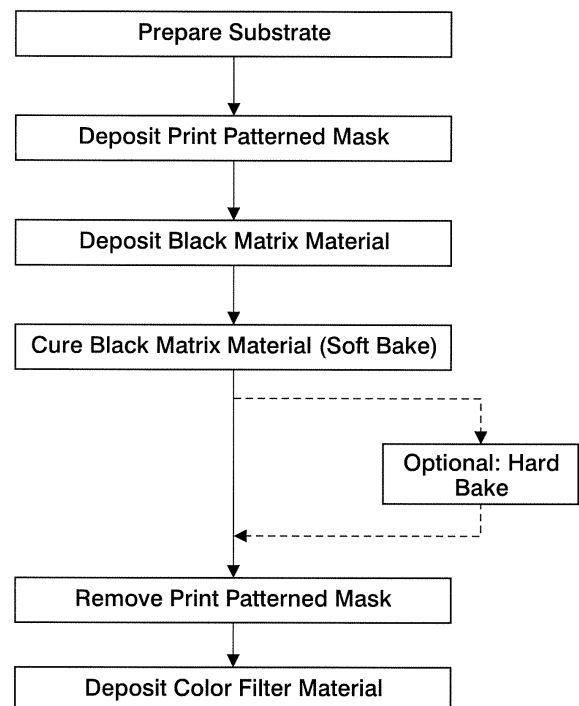 Prepare Substrate
Deposit Print Patterned Mask
Deposit Black Matrix Material
Cure Black Matrix Material (Soft Bake)
Optional: Hard
Bake
Remove Print Patterned Mask
Deposit Color Filter Material